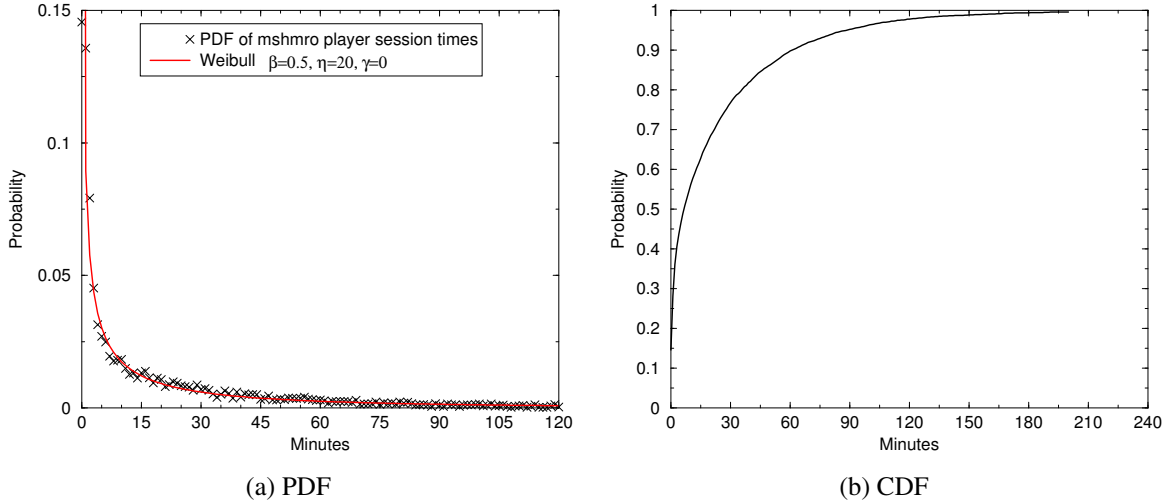 0.15
0.1
0.05
0
Probability
× PDF of mshmro player session times
Weibull β=0.5, η=20, γ=0
0 15 30 45 60 75 90 105 120
Minutes
(a) PDF
1
0.9
0.8
0.7
0.6
0.5
0.4
0.3
0.2
0.1
0
Probability
0 30 60 90 120 150 180 210 240
Minutes
(b) CDF